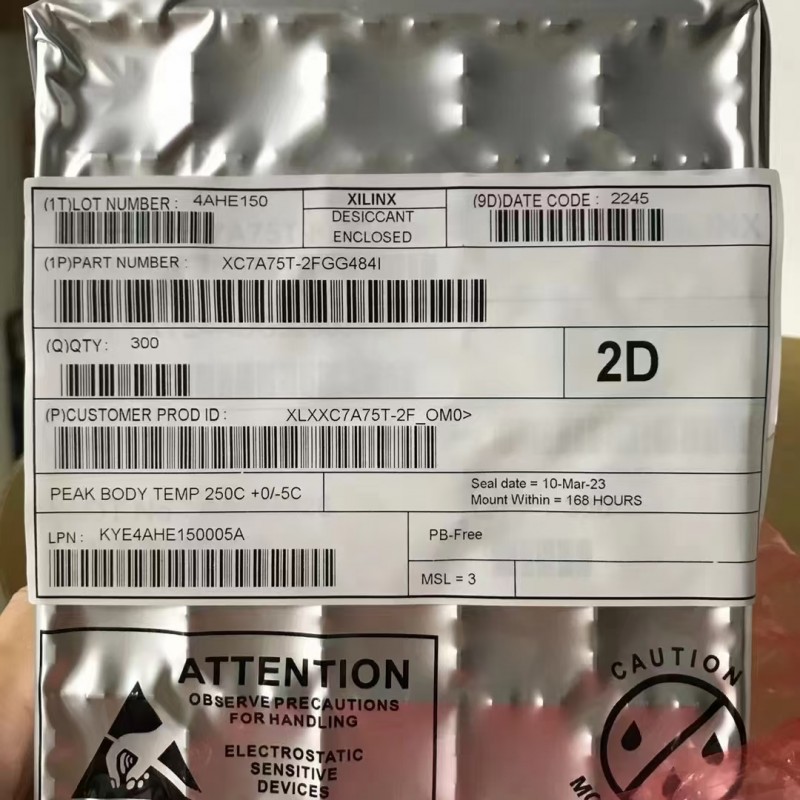 (1T)LOT NUMBER : 4AHE150
XILINX
DESICCANT
ENCLOSED
(9D)DATE CODE : 2245
(1P)PART NUMBER : XC7A75T-2FGG484I
(Q)QTY: 300
2D
(P)CUSTOMER PROD ID : XLXXC7A75T-2F_OM0>
PEAK BODY TEMP 250C +0/-5C
Seal date = 10-Mar-23
Mount Within = 168 HOURS
LPN : KYE4AHE150005A
PB-Free
MSL = 3
ATTENTION
OBSERVE PRECAUTIONS
FOR HANDLING
ELECTROSTATIC
SENSITIVE
DEVICES
CAUTION